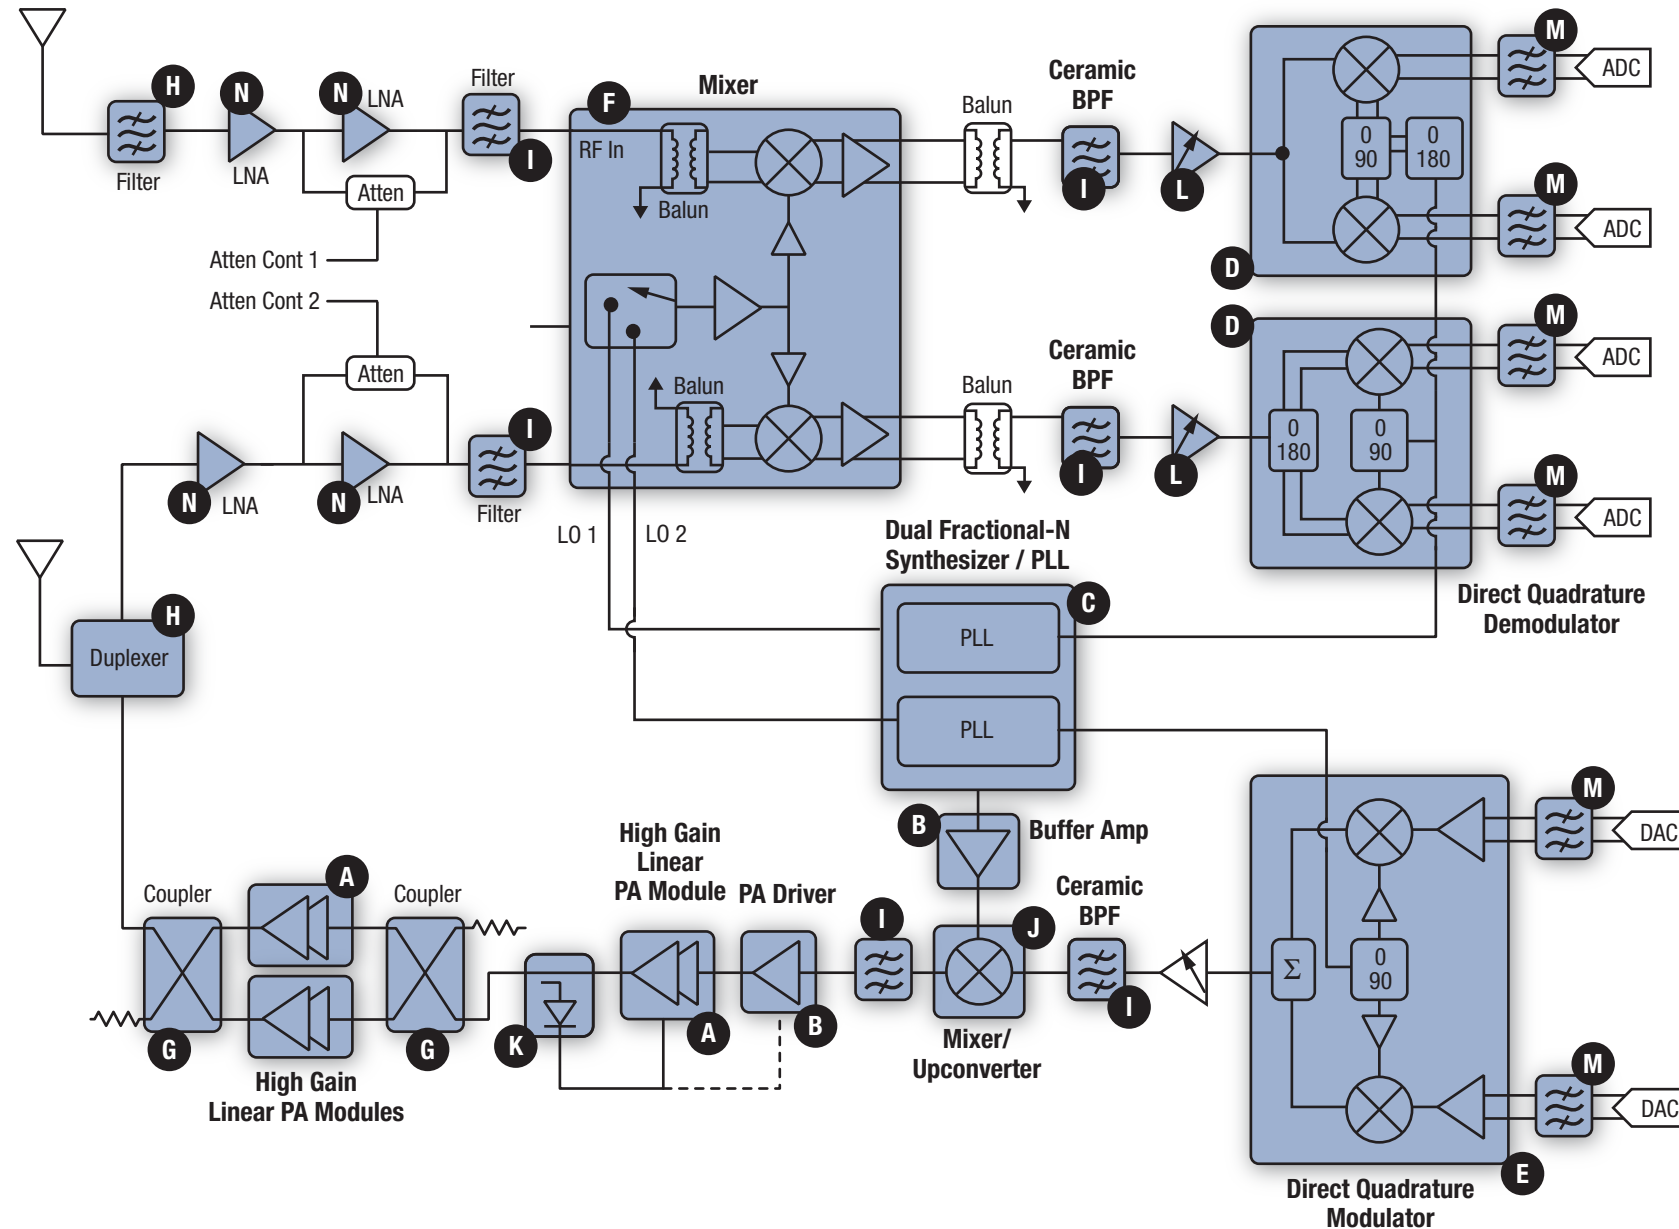 H
Filter
N
LNA
N
LNA
Atten
Atten Cont 1
Filter
I
Mixer
F
RF In
Balun
Balun
Ceramic
BPF
I
L
D
0
90
0
180
M
ADC
M
ADC
Atten Cont 2
Atten
N
LNA
N
LNA
I
Filter
Balun
LO 1
LO 2
Balun
Ceramic
BPF
I
L
D
0
180
0
90
M
ADC
M
ADC
Direct Quadrature
Demodulator
Dual Fractional-N
Synthesizer / PLL
C
PLL
PLL
H
Duplexer
B
Buffer Amp
Coupler
A
Coupler
G
G
High Gain
Linear PA Modules
K
High Gain
Linear
PA Module
A
PA Driver
B
I
J
Mixer/
Upconverter
Ceramic
BPF
I
Σ
0
90
M
DAC
M
DAC
E
Direct Quadrature
Modulator